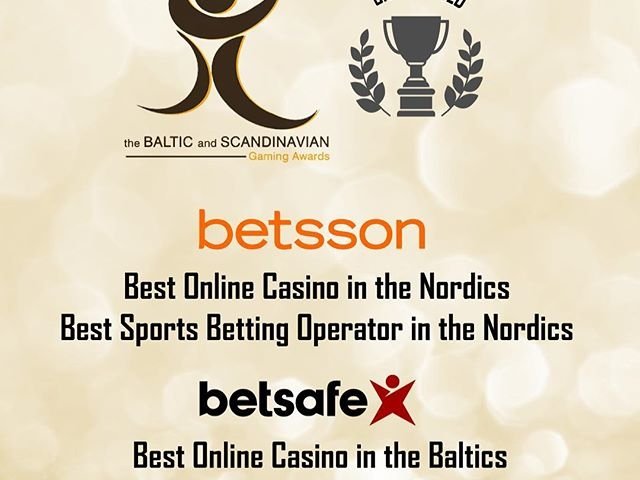 the BALTIC and SCANDINAVIAN
Gaming Awards
betsson
Best Online Casino in the Nordics
Best Sports Betting Operator in the Nordics
betsafe
Best Online Casino in the Baltics